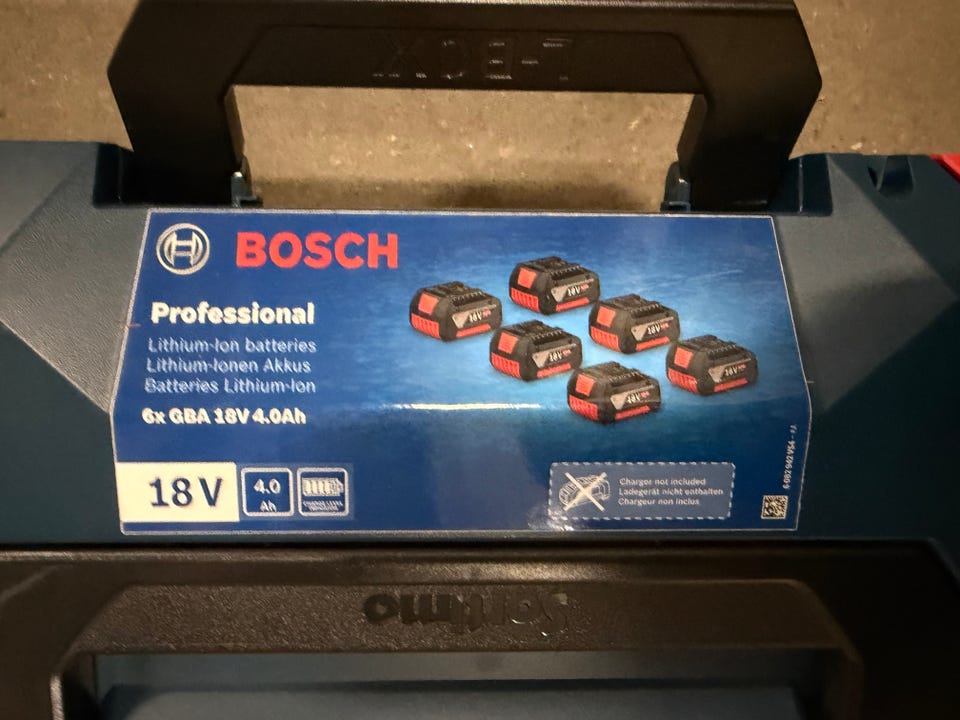 L-BOXX
BOSCH
Professional
Lithium-Ion batteries
Lithium-Ionen Akkus
Batteries Lithium-Ion
6x GBA 18V 4.0Ah
18V
18V
18V
18V
18V
18V
18 V
4.0
Ah
Charger not included
Ladegerät nicht enthalten
Chargeur non inclus
Sortimo